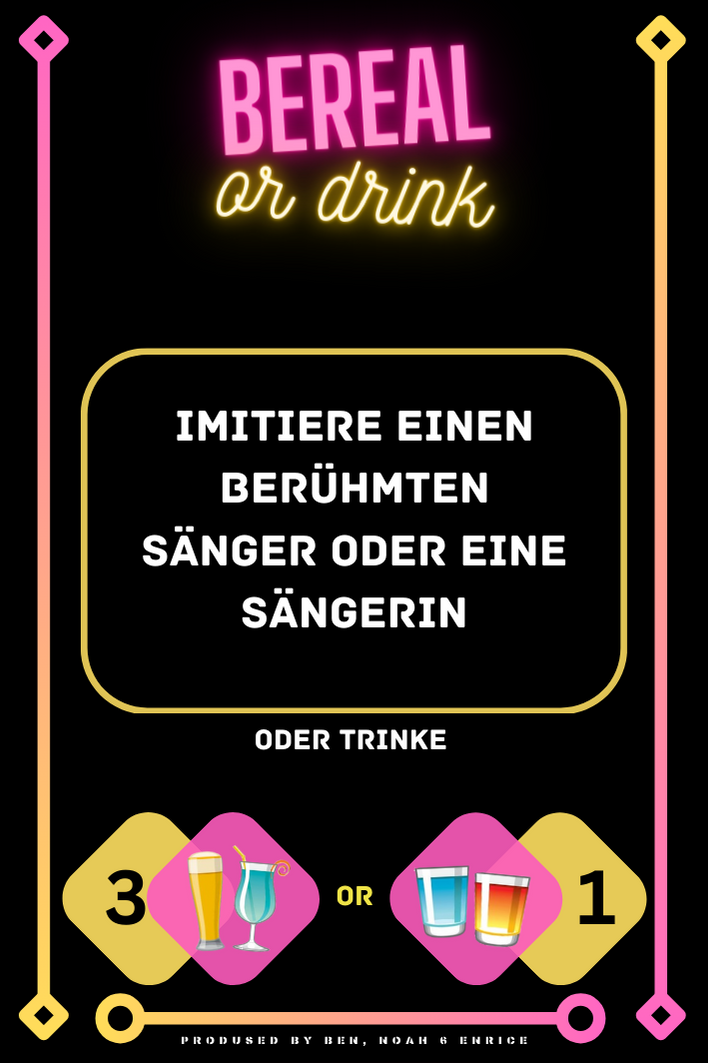 BEREAL
or drink
IMITIERE EINEN
BERÜHMTEN
SÄNGER ODER EINE
SÄNGERIN
ODER TRINKE
3 OR 1
PRODUSED BY BEN, NOAH & ENRICE